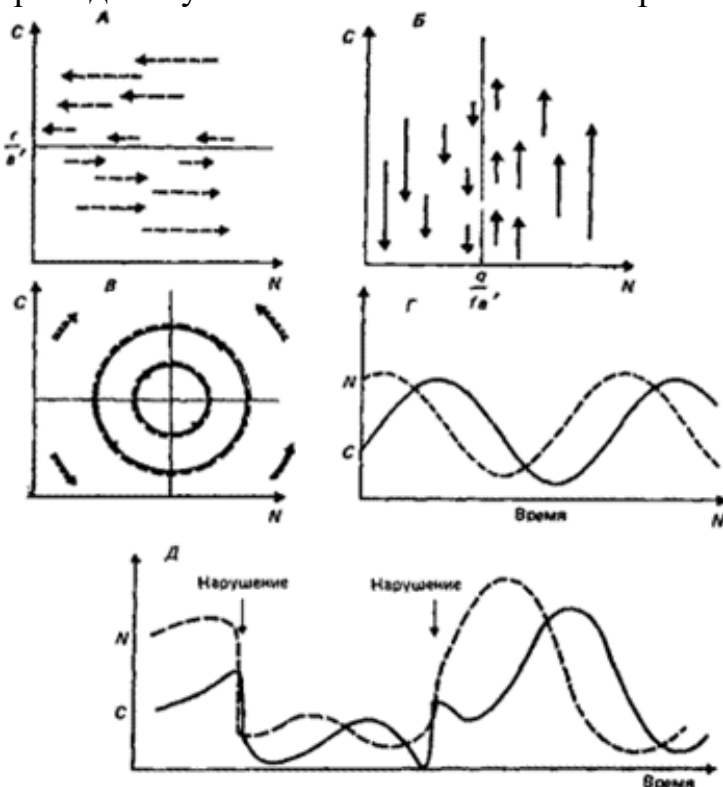 С А
r
a'
N
С Б
q
fa'
N
С В
N
Г
N
С
Время
N
Д
Нарушение Нарушение
N
С
Время